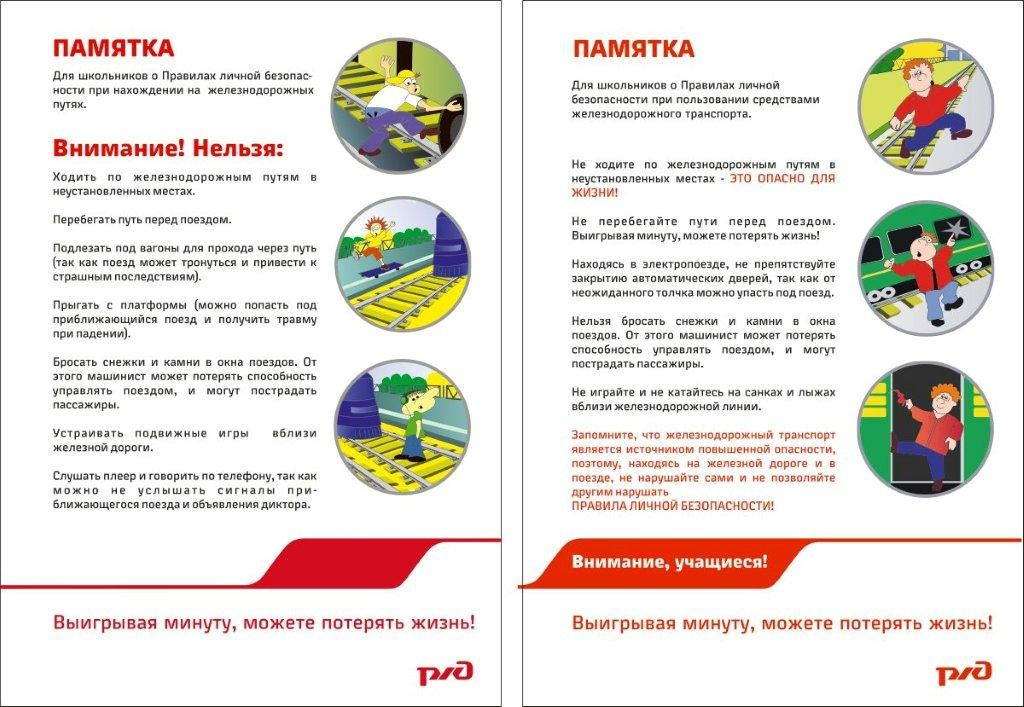 ПАМЯТКА
Для школьников о Правилах личной безопас-
ности при нахождении на железнодорожных
путях.
Внимание! Нельзя:
Ходить по железнодорожным путям в
неустановленных местах.
Перебегать путь перед поездом.
Подлезать под вагоны для прохода через путь
(так как поезд может тронуться и привести к
страшным последствиям).
Прыгать с платформы (можно попасть под
приближающийся поезд и получить травму
при падении).
Бросать снежки и камни в окна поездов. От
этого машинист может потерять способность
управлять поездом, и могут пострадать
пассажиры.
Устраивать подвижные игры вблизи
железной дороги.
Слушать плеер и говорить по телефону, так как
можно не услышать сигналы при-
ближающегося поезда и объявления диктора.
Выигрывая минуту, можете потерять жизнь!
ржд
ПАМЯТКА
Для школьников о Правилах личной
безопасности при пользовании средствами
железнодорожного транспорта.
Не ходите по железнодорожным путям в
неустановленных местах - ЭТО ОПАСНО ДЛЯ
ЖИЗНИ!
Не перебегайте пути перед поездом.
Выигрывая минуту, можете потерять жизнь!
Находясь в электропоезде, не препятствуйте
закрытию автоматических дверей, так как от
неожиданного толчка можно упасть под поезд.
Нельзя бросать снежки и камни в окна
поездов. От этого машинист может потерять
способность управлять поездом, и могут
пострадать пассажиры.
Не играйте и не катайтесь на санках и лыжах
вблизи железнодорожной линии.
Запомните, что железнодорожный транспорт
является источником повышенной опасности,
поэтому, находясь на железной дороге и в
поезде, не нарушайте сами и не позволяйте
другим нарушать
ПРАВИЛА ЛИЧНОЙ БЕЗОПАСНОСТИ!
Внимание, учащиеся!
Выигрывая минуту, можете потерять жизнь!
ржд